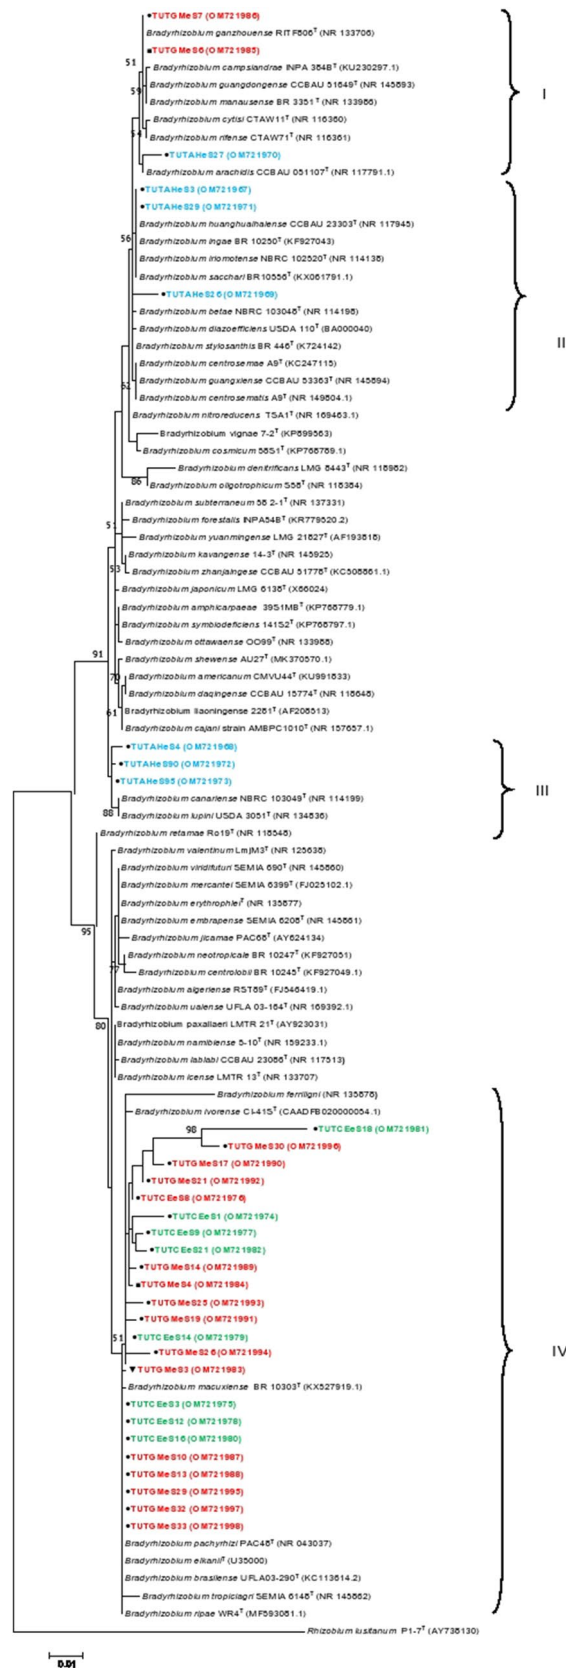 TUTGMeS7 (OM721986)
Bradyrhizobium ganzhouense RITF806T (NR 133706)
TUTGMeS6 (OM721985)
51
Bradyrhizobium campsiandrae INPA 384BT (KU230297.1)
Bradyrhizobium guangdongense CCBAU 51649T (NR 145893)
59
Bradyrhizobium manausense BR 3351T (NR 133986)
I
Bradyrhizobium cytisi CTAW11T (NR 116360)
54
Bradyrhizobium rifense CTAW71T (NR 116361)
TUTAHeS27 (OM721970)
Bradyrhizobium arachidis CCBAU 051107T (NR 117791.1)
TUTAHeS3 (OM721967)
TUTAHeS29 (OM721971)
Bradyrhizobium huanghuaihaiense CCBAU 23303T (NR 117945)
56
Bradyrhizobium ingae BR 10250T (KF927043)
Bradyrhizobium iriomotense NBRC 102520T (NR 114138)
Bradyrhizobium sacchari BR10556T (KX061791.1)
TUTAHeS26 (OM721969)
Bradyrhizobium betae NBRC 103048T (NR 114198)
Bradyrhizobium diazoefficiens USDA 110T (BA000040)
II
Bradyrhizobium stylosanthis BR 446T (K724142)
Bradyrhizobium centrosemae A9T (KC247115)
62
Bradyrhizobium guangxiense CCBAU 53363T (NR 145894)
Bradyrhizobium centrosematis A9T (NR 149804.1)
Bradyrhizobium nitroreducens TSA1T (NR 169463.1)
Bradyrhizobium vignae 7-2T (KP899563)
Bradyrhizobium cosmicum 58S1T (KP768789.1)
Bradyrhizobium denitrificans LMG 8443T (NR 118982)
86
Bradyrhizobium oligotrophicum S58T (NR 118384)
Bradyrhizobium subterraneum 58 2-1T (NR 137331)
51
Bradyrhizobium forestalis INPA54BT (KR779520.2)
Bradyrhizobium yuanmingense LMG 21827T (AF193818)
Bradyrhizobium kavangense 14-3T (NR 145925)
53
Bradyrhizobium zhanjaingese CCBAU 51778T (KC508861.1)
Bradyrhizobium japonicum LMG 6138T (X66024)
Bradyrhizobium amphicarpaeae 39S1MBT (KP768779.1)
Bradyrhizobium symbiodeficiens 141S2T (KP768797.1)
Bradyrhizobium ottawaense OO99T (NR 133988)
91
Bradyrhizobium shewense AU27T (MK370570.1)
70
Bradyrhizobium americanum CMVU44T (KU991833)
Bradyrhizobium daqingense CCBAU 15774T (NR 118648)
61
Bradyrhizobium liaoningense 2281T (AF208513)
Bradyrhizobium cajani strain AMBPC1010T (NR 157657.1)
TUTAHeS4 (OM721968)
TUTAHeS90 (OM721972)
TUTAHeS95 (OM721973)
III
Bradyrhizobium canariense NBRC 103049T (NR 114199)
88
Bradyrhizobium lupini USDA 3051T (NR 134836)
Bradyrhizobium retamae Ro19T (NR 118548)
Bradyrhizobium valentinum LmjM3T (NR 125638)
Bradyrhizobium viridifuturi SEMIA 690T (NR 145860)
Bradyrhizobium mercantei SEMIA 6399T (FJ025102.1)
Bradyrhizobium erythrophleiT (NR 135877)
Bradyrhizobium embrapense SEMIA 6208T (NR 145861)
95
Bradyrhizobium jicamae PAC68T (AY624134)
Bradyrhizobium neotropicale BR 10247T (KF927051)
77
Bradyrhizobium centrolobii BR 10245T (KF927049.1)
Bradyrhizobium algeriense RST89T (FJ546419.1)
Bradyrhizobium uaiense UFLA 03-164T (NR 169392.1)
80
Bradyrhizobium paxallaeri LMTR 21T (AY923031)
Bradyrhizobium namibiense 5-10T (NR 159233.1)
Bradyrhizobium lablabi CCBAU 23086T (NR 117513)
Bradyrhizobium icense LMTR 13T (NR 133707)
Bradyrhizobium ferriligni (NR 135878)
Bradyrhizobium ivorense CI-41ST (CAADFB020000054.1)
98
TUTCEeS18 (OM721981)
TUTGMeS30 (OM721996)
TUTGMeS17 (OM721990)
TUTGMeS21 (OM721992)
TUTCEeS8 (OM721976)
TUTCEeS1 (OM721974)
TUTCEeS9 (OM721977)
TUTCEeS21 (OM721982)
TUTGMeS14 (OM721989)
TUTGMeS4 (OM721984)
TUTGMeS25 (OM721993)
TUTGMeS19 (OM721991)
51
TUTCEeS14 (OM721979)
TUTGMeS26 (OM721994)
IV
TUTGMeS3 (OM721983)
Bradyrhizobium macuxiense BR 10303T (KX527919.1)
TUTCEeS3 (OM721975)
TUTCEeS12 (OM721978)
TUTCEeS16 (OM721980)
TUTGMeS10 (OM721987)
TUTGMeS13 (OM721988)
TUTGMeS29 (OM721995)
TUTGMeS32 (OM721997)
TUTGMeS33 (OM721998)
Bradyrhizobium pachyrhizi PAC48T (NR 043037)
Bradyrhizobium elkaniiT (U35000)
Bradyrhizobium brasilense UFLA03-290T (KC113614.2)
Bradyrhizobium tropiciagri SEMIA 6148T (NR 145862)
Bradyrhizobium ripae WR4T (MF593081.1)
Rhizobium lusitanum P1-7T (AY738130)
0.01